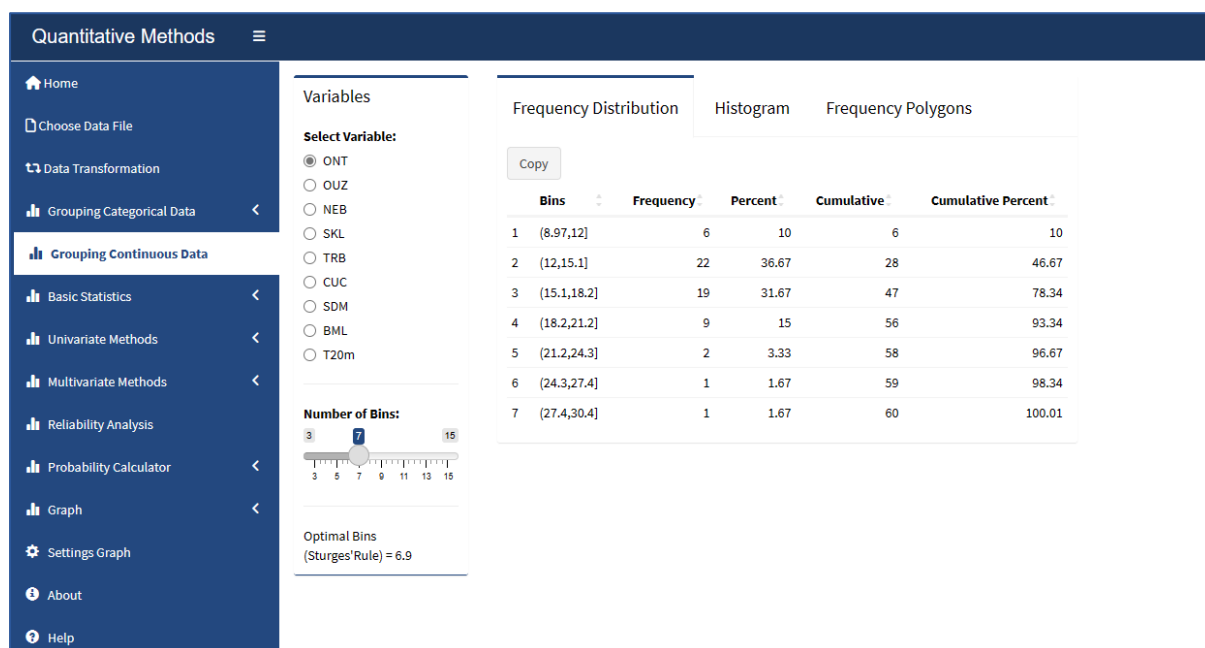 Quantitative Methods
Home
Choose Data File
Data Transformation
Grouping Categorical Data
Grouping Continuous Data
Basic Statistics
Univariate Methods
Multivariate Methods
Reliability Analysis
Probability Calculator
Graph
Settings Graph
About
Help
Variables
Select Variable:
ONT
OUZ
NEB
SKL
TRB
CUC
SDM
BML
T20m
Number of Bins:
3 7 15
3 5 7 9 11 13 15
Optimal Bins
(Sturges'Rule) = 6.9
Frequency Distribution Histogram Frequency Polygons
Copy
Bins Frequency Percent Cumulative Cumulative Percent
1 (8.97,12] 6 10 6 10
2 (12,15.1] 22 36.67 28 46.67
3 (15.1,18.2] 19 31.67 47 78.34
4 (18.2,21.2] 9 15 56 93.34
5 (21.2,24.3] 2 3.33 58 96.67
6 (24.3,27.4] 1 1.67 59 98.34
7 (27.4,30.4] 1 1.67 60 100.01